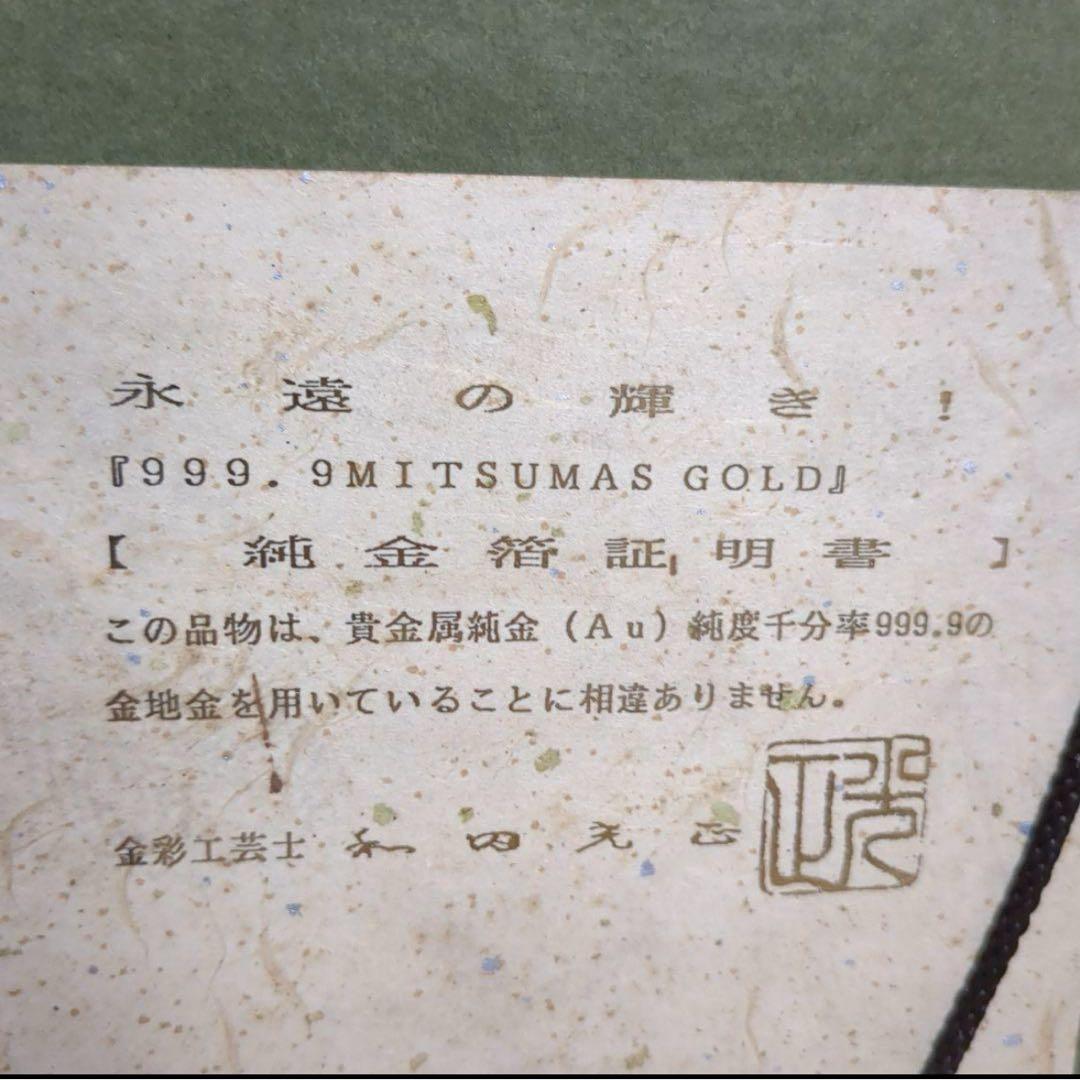 永遠の輝き!
『999.9MITSUMAS GOLD』
【 純金箔証明書 】
この品物は、貴金属純金(Au)純度千分率999.9の
金地金を用いていることに相違ありません。
金彩工芸士 和田光正
光正